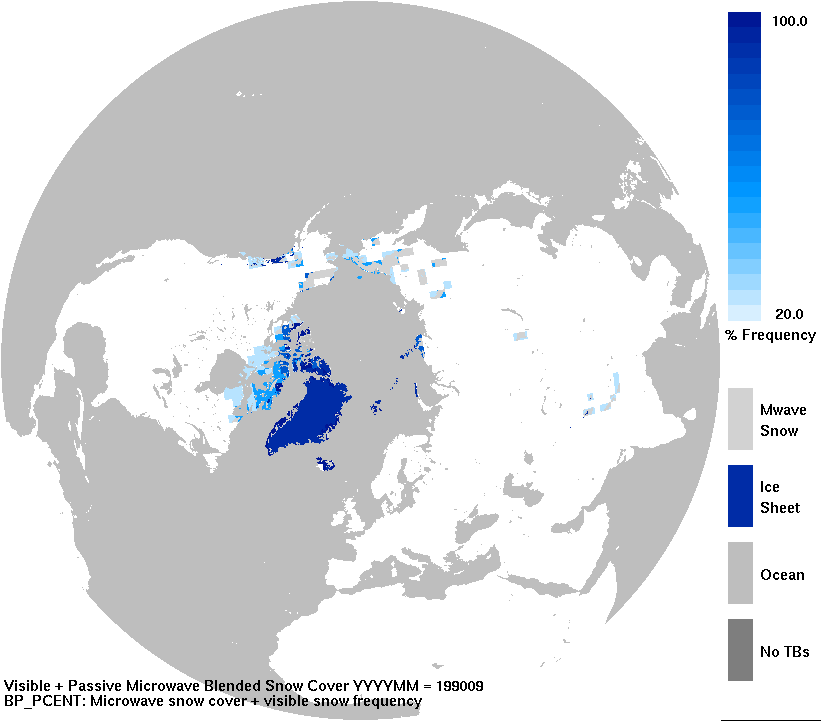 100.0
20.0
% Frequency
Mwave
Snow
Ice
Sheet
Ocean
No TBs
Visible + Passive Microwave Blended Snow Cover YYYYMM = 199009
BP_PCENT: Microwave snow cover + visible snow frequency